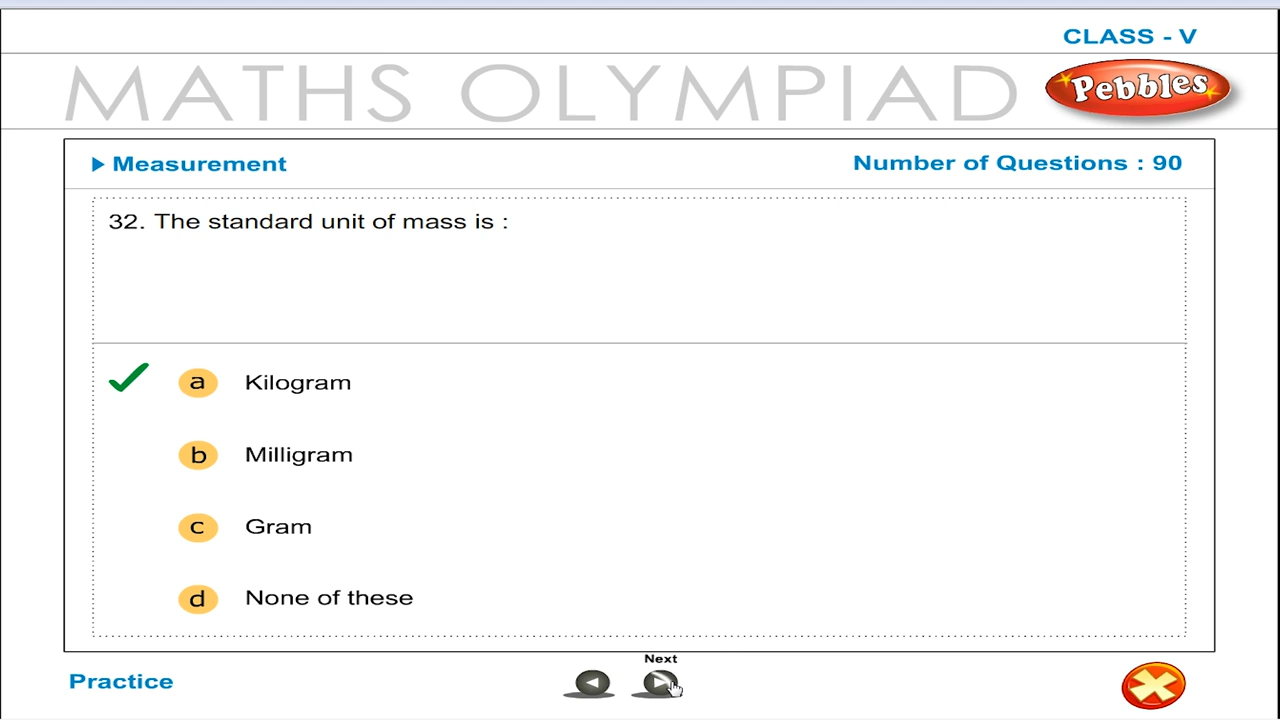 CLASS - V
MATHS OLYMPIAD
Pebbles
Measurement
Number of Questions : 90
32. The standard unit of mass is :
a Kilogram
b Milligram
c Gram
d None of these
Next
Practice